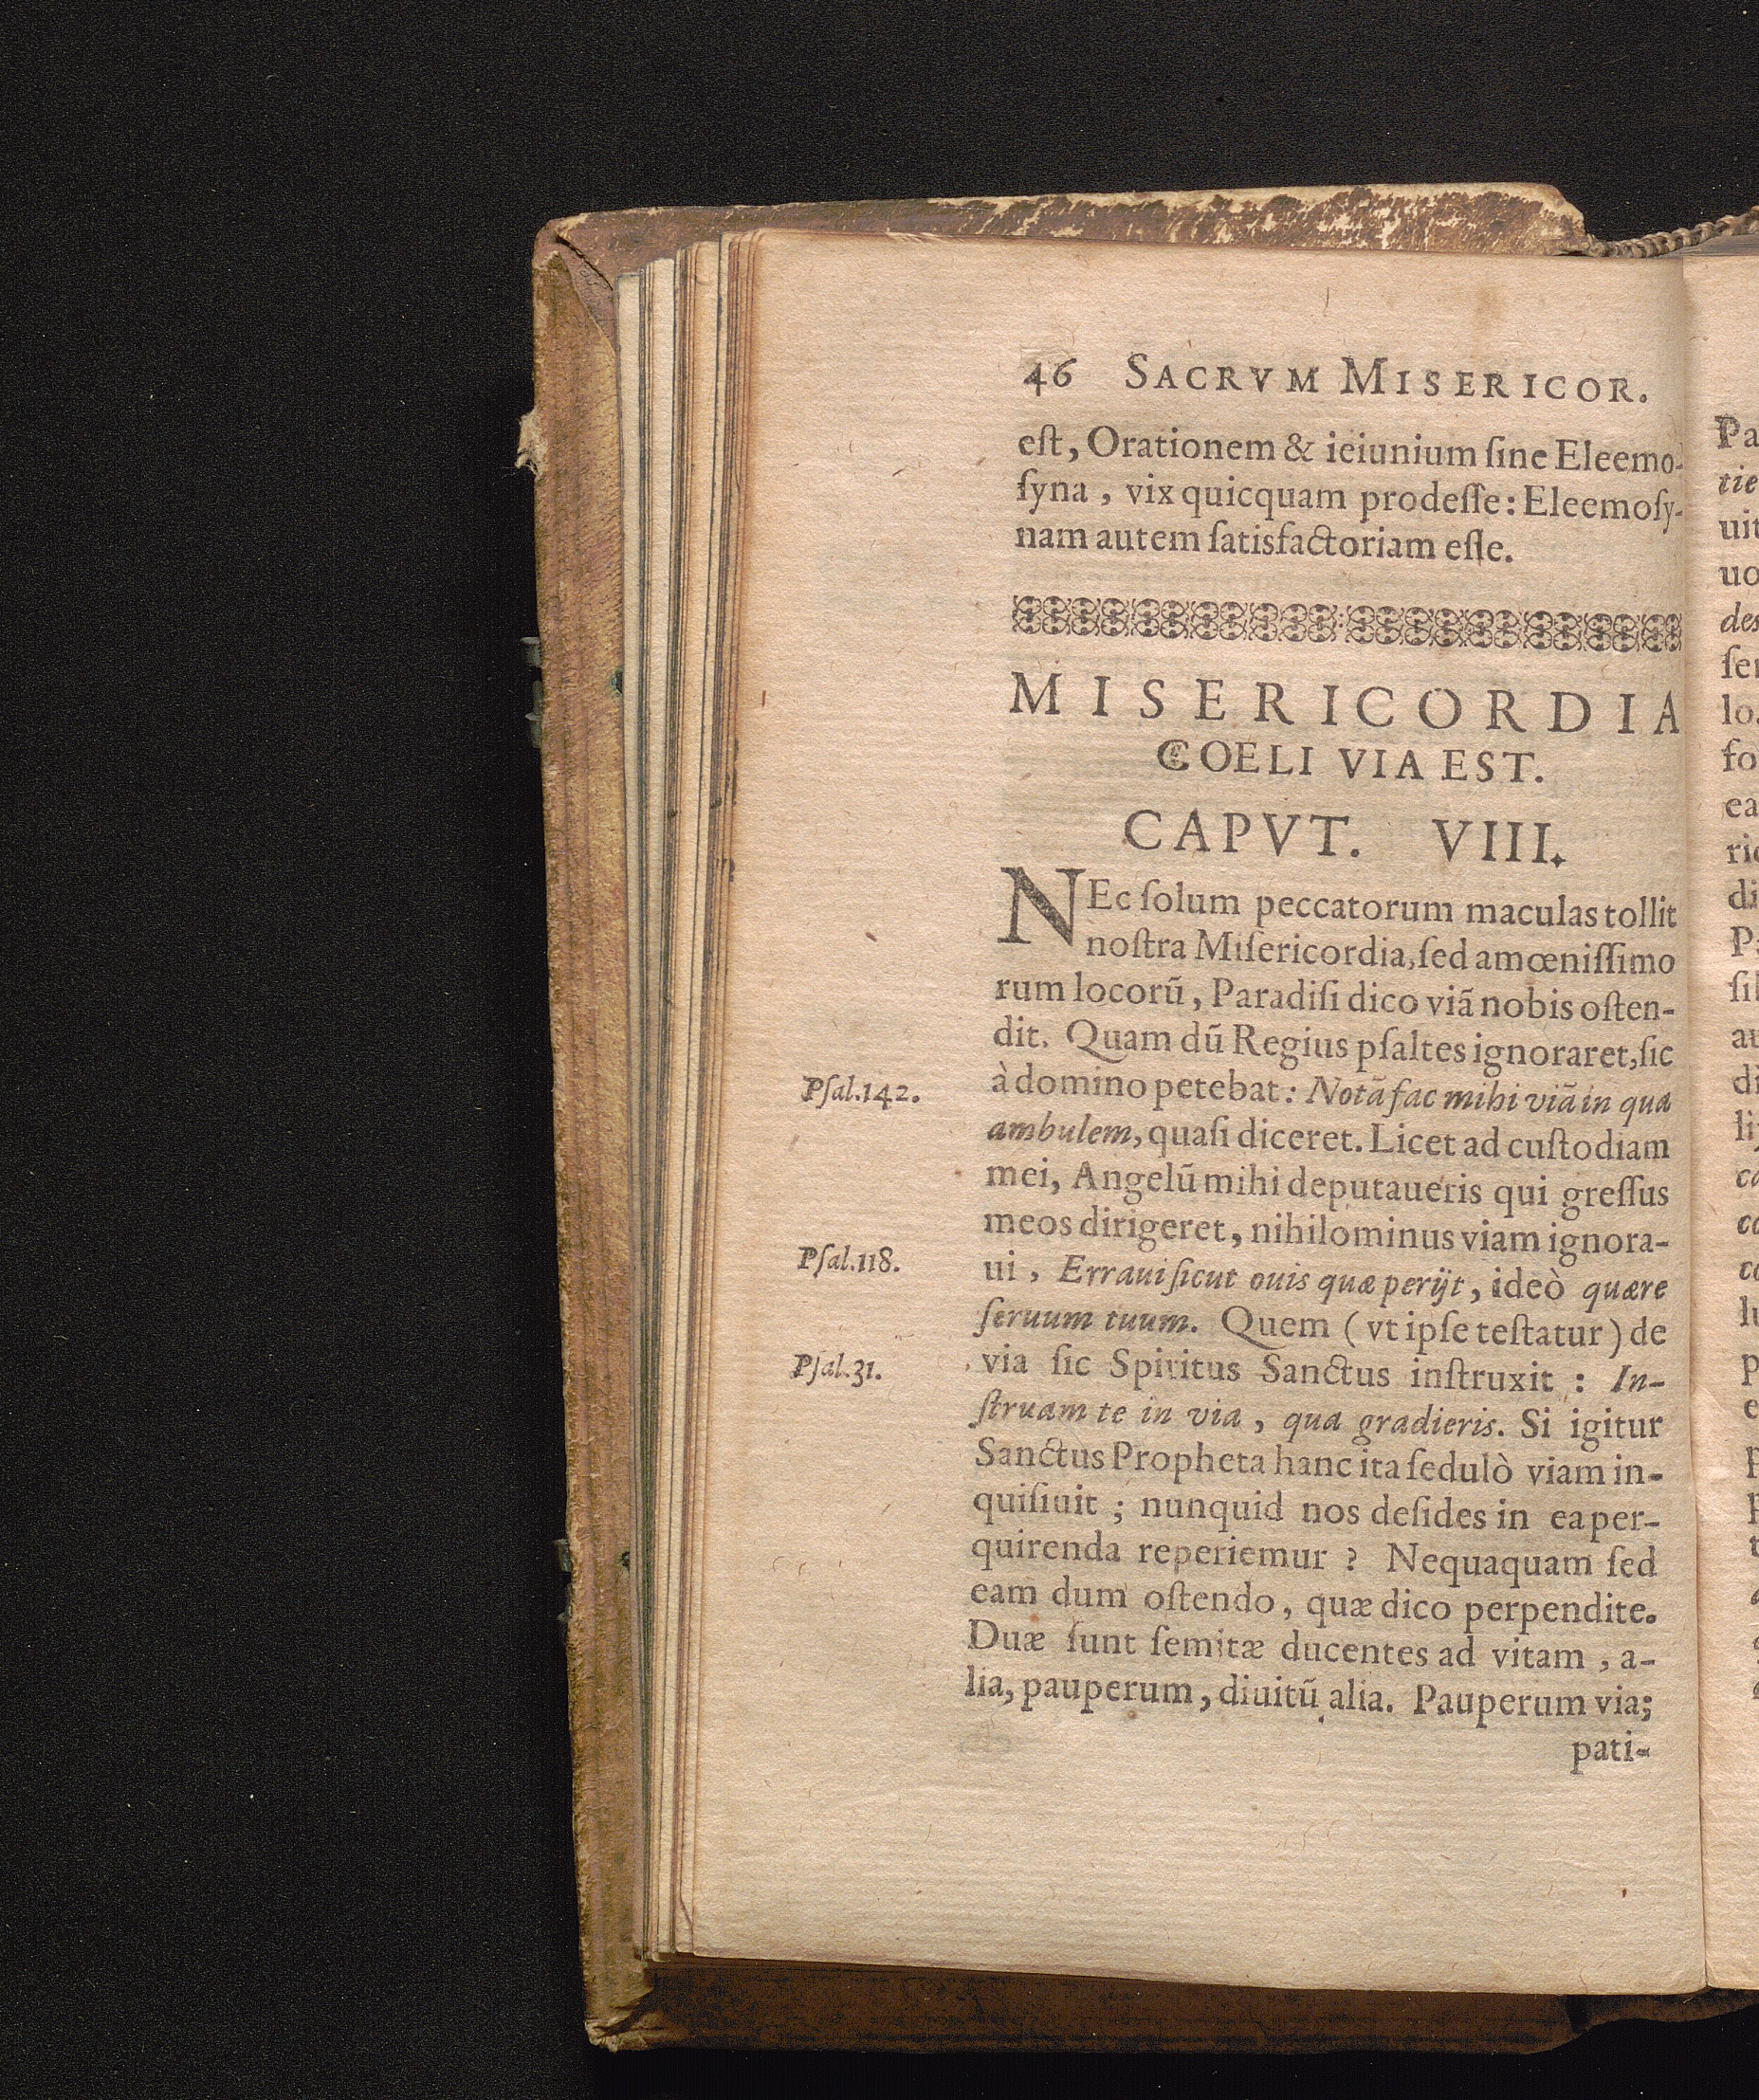 46 SACRVM MISERICOR.
eſt, Orationem & ieiunium ſine Eleemo-
ſyna, vix quicquam prodeſſe: Eleemoſy-
nam autem ſatisfactoriam eſſe.
MISERICORDIA
COELI VIA EST.
CAPVT. VIII.
NEc ſolum peccatorum maculas tollit
noſtra Miſericordia, ſed amœniſſimo
rum locorũ, Paradiſi dico viã nobis oſten-
dit. Quam dũ Regius pſaltes ignoraret, ſic
Pſal.142.
à domino petebat: Notã fac mihi viã in qua
ambulem, quaſi diceret. Licet ad cuſtodiam
mei, Angelũ mihi deputaueris qui greſſus
meos dirigeret, nihilominus viam ignora-
Pſal.118.
ui, Erraui ſicut ouis quæ perijt, ideò quære
ſeruum tuum. Quem (vt ipſe teſtatur) de
Pſal.31.
via ſic Spiritus Sanctus inſtruxit: In-
ſtruam te in via, qua gradieris. Si igitur
Sanctus Propheta hanc ita ſedulò viam in-
quiſiuit; nunquid nos deſides in ea per-
quirenda reperiemur? Nequaquam ſed
eam dum oſtendo, quæ dico perpendite.
Duæ ſunt ſemitæ ducentes ad vitam, a-
lia, pauperum, diuitũ alia. Pauperum via;
pati-